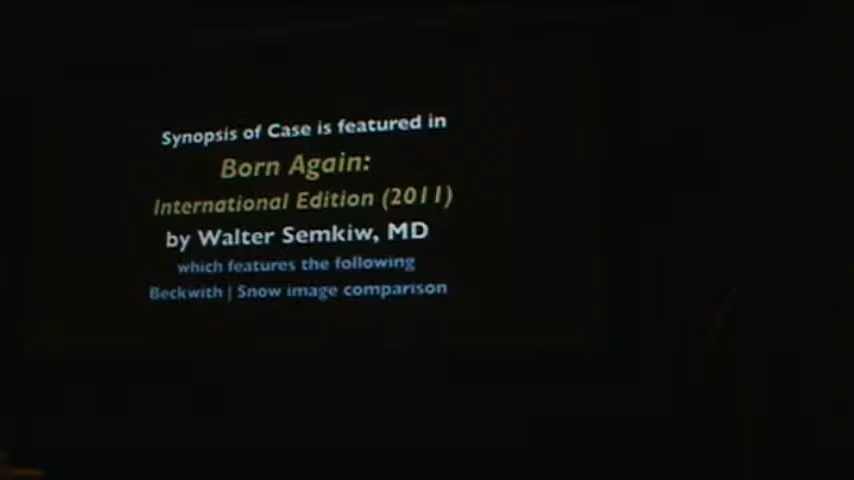 Synopsis of Case is featured in
Born Again:
International Edition (2011)
by Walter Semkiw, MD
which features the following
Beckwith | Snow image comparison